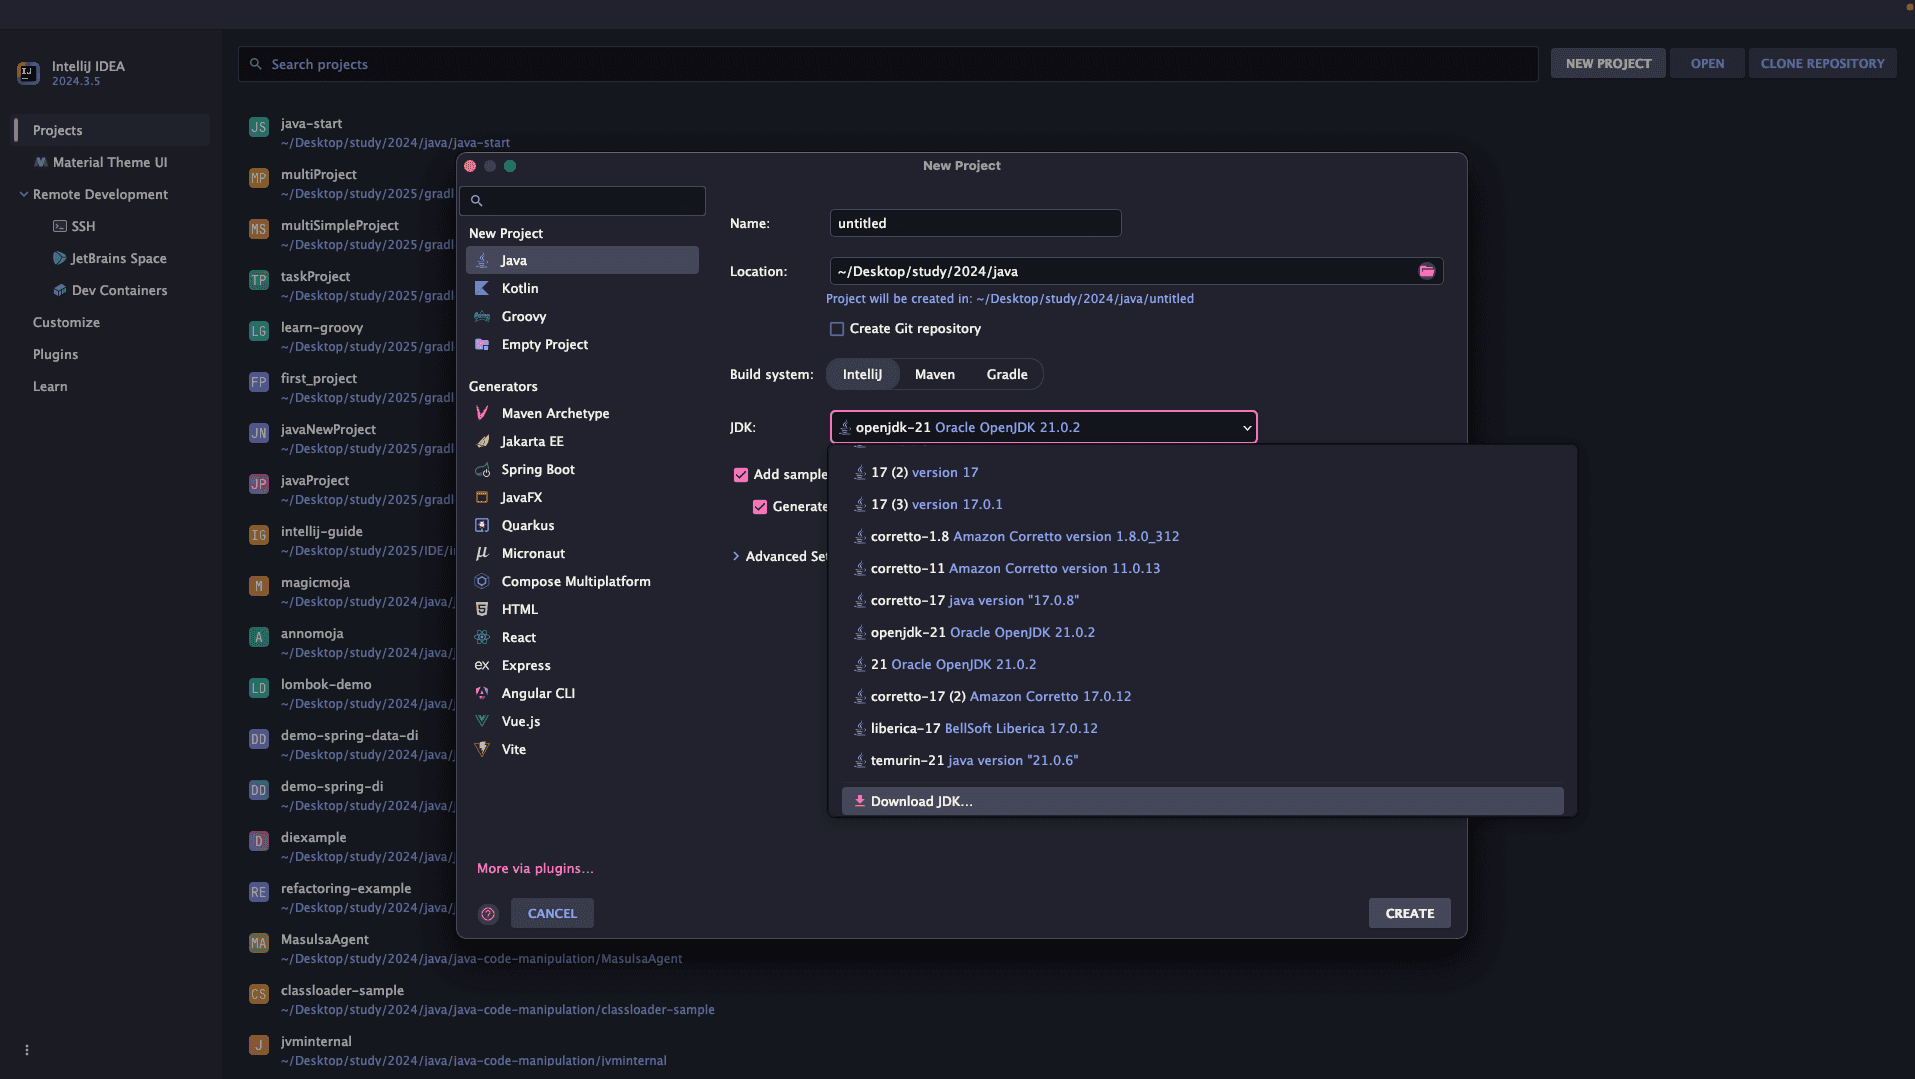 IntelliJ IDEA
2024.3.5
Projects
Material Theme UI
Remote Development
SSH
JetBrains Space
Dev Containers
Customize
Plugins
Learn
Search projects
NEW PROJECT
OPEN
CLONE REPOSITORY
JS
java-start
~/Desktop/study/2024/java/java-start
MP
multiProject
~/Desktop/study/2025/gradl
MS
multiSimpleProject
~/Desktop/study/2025/gradl
TP
taskProject
~/Desktop/study/2025/gradl
LG
learn-groovy
~/Desktop/study/2025/gradl
FP
first_project
~/Desktop/study/2025/gradl
JN
javaNewProject
~/Desktop/study/2025/gradl
JP
javaProject
~/Desktop/study/2025/gradl
IG
intellij-guide
~/Desktop/study/2025/IDE/i
M
magicmoja
~/Desktop/study/2024/java/j
A
annomoja
~/Desktop/study/2024/java/j
LD
lombok-demo
~/Desktop/study/2024/java/j
DD
demo-spring-data-di
~/Desktop/study/2024/java/j
DD
demo-spring-di
~/Desktop/study/2024/java/j
D
diexample
~/Desktop/study/2024/java/j
RE
refactoring-example
~/Desktop/study/2024/java/j
MA
MasulsaAgent
~/Desktop/study/2024/java/java-code-manipulation/MasulsaAgent
CS
classloader-sample
~/Desktop/study/2024/java/java-code-manipulation/classloader-sample
J
jvminternal
~/Desktop/study/2024/java/java-code-manipulation/jvminternal
New Project
New Project
Java
Kotlin
Groovy
Empty Project
Generators
Maven Archetype
Jakarta EE
Spring Boot
JavaFX
Quarkus
Micronaut
Compose Multiplatform
HTML
React
ex Express
Angular CLI
Vue.js
Vite
More via plugins...
? CANCEL
Name: untitled
Location: ~/Desktop/study/2024/java
Project will be created in: ~/Desktop/study/2024/java/untitled
Create Git repository
Build system: IntelliJ Maven Gradle
JDK: openjdk-21 Oracle OpenJDK 21.0.2
Add sample
Generate
Advanced Set
17 (2) version 17
17 (3) version 17.0.1
corretto-1.8 Amazon Corretto version 1.8.0_312
corretto-11 Amazon Corretto version 11.0.13
corretto-17 java version "17.0.8"
openjdk-21 Oracle OpenJDK 21.0.2
21 Oracle OpenJDK 21.0.2
corretto-17 (2) Amazon Corretto 17.0.12
liberica-17 BellSoft Liberica 17.0.12
temurin-21 java version "21.0.6"
Download JDK...
CREATE